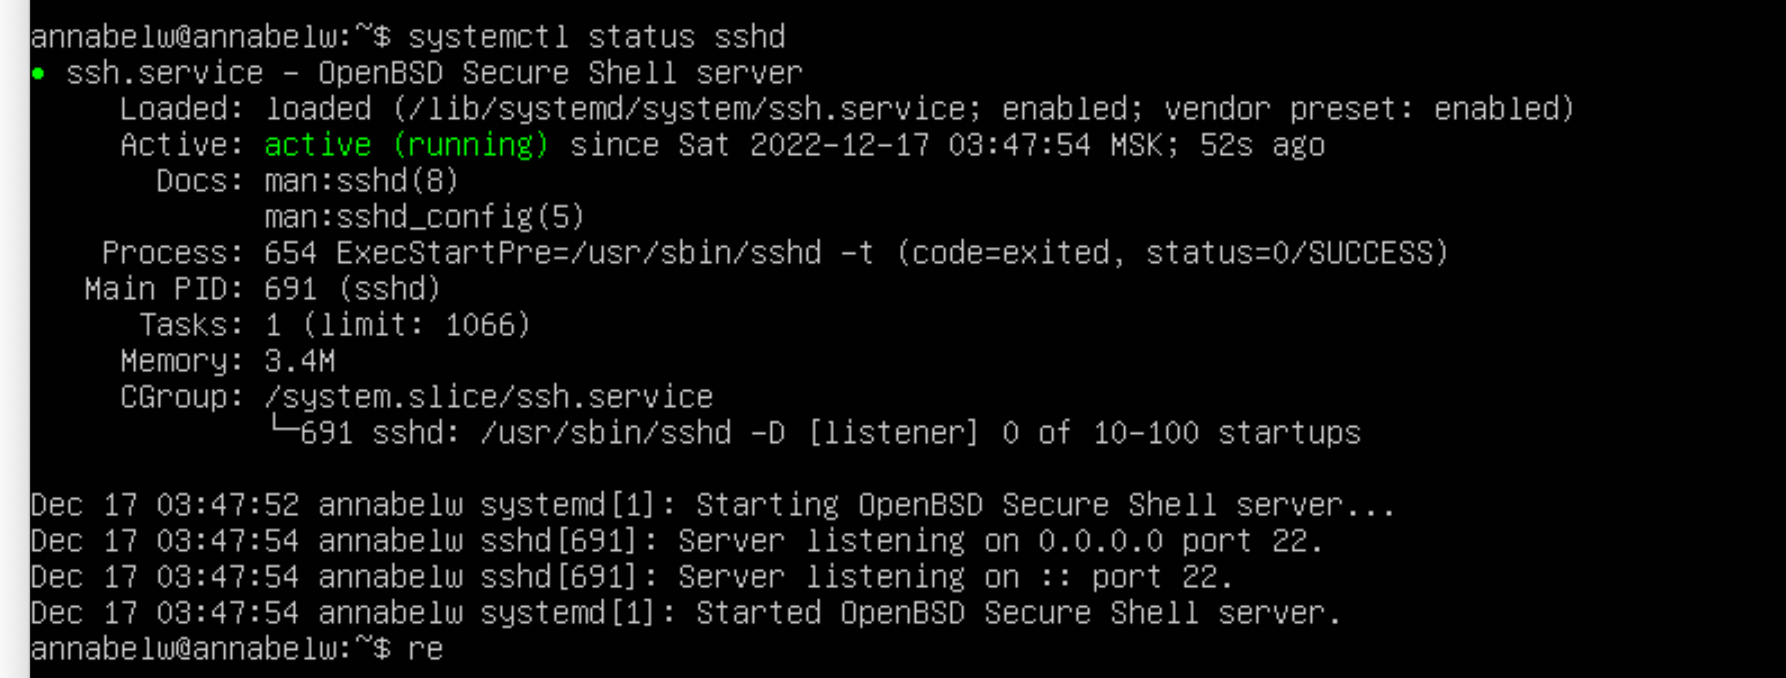 annabelw@annabelw:~$ systemctl status sshd
● ssh.service - OpenBSD Secure Shell server
Loaded: loaded (/lib/systemd/system/ssh.service; enabled; vendor preset: enabled)
Active: active (running) since Sat 2022-12-17 03:47:54 MSK; 52s ago
Docs: man:sshd(8)
man:sshd_config(5)
Process: 654 ExecStartPre=/usr/sbin/sshd -t (code=exited, status=0/SUCCESS)
Main PID: 691 (sshd)
Tasks: 1 (limit: 1066)
Memory: 3.4M
CGroup: /system.slice/ssh.service
└─691 sshd: /usr/sbin/sshd -D [listener] 0 of 10-100 startups
Dec 17 03:47:52 annabelw systemd[1]: Starting OpenBSD Secure Shell server...
Dec 17 03:47:54 annabelw sshd[691]: Server listening on 0.0.0.0 port 22.
Dec 17 03:47:54 annabelw sshd[691]: Server listening on :: port 22.
Dec 17 03:47:54 annabelw systemd[1]: Started OpenBSD Secure Shell server.
annabelw@annabelw:~$ re